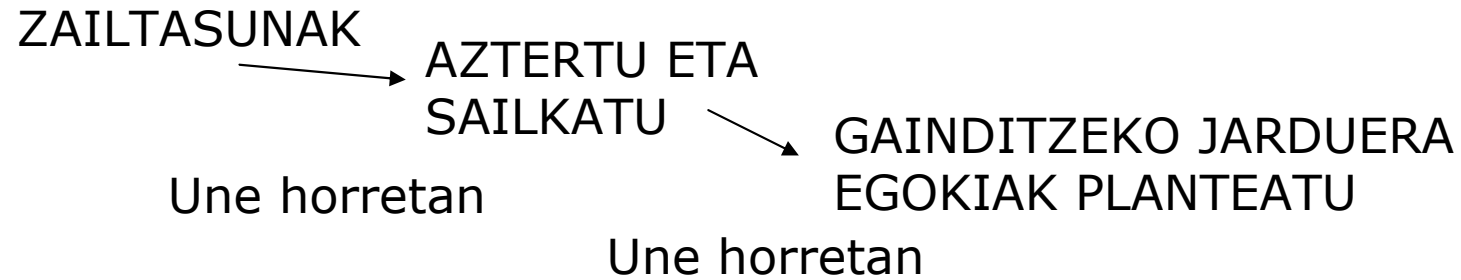 ZAILTASUNAK
AZTERTU ETA
SAILKATU
GAINDITZEKO JARDUERA
EGOKIAK PLANTEATU
Une horretan
Une horretan